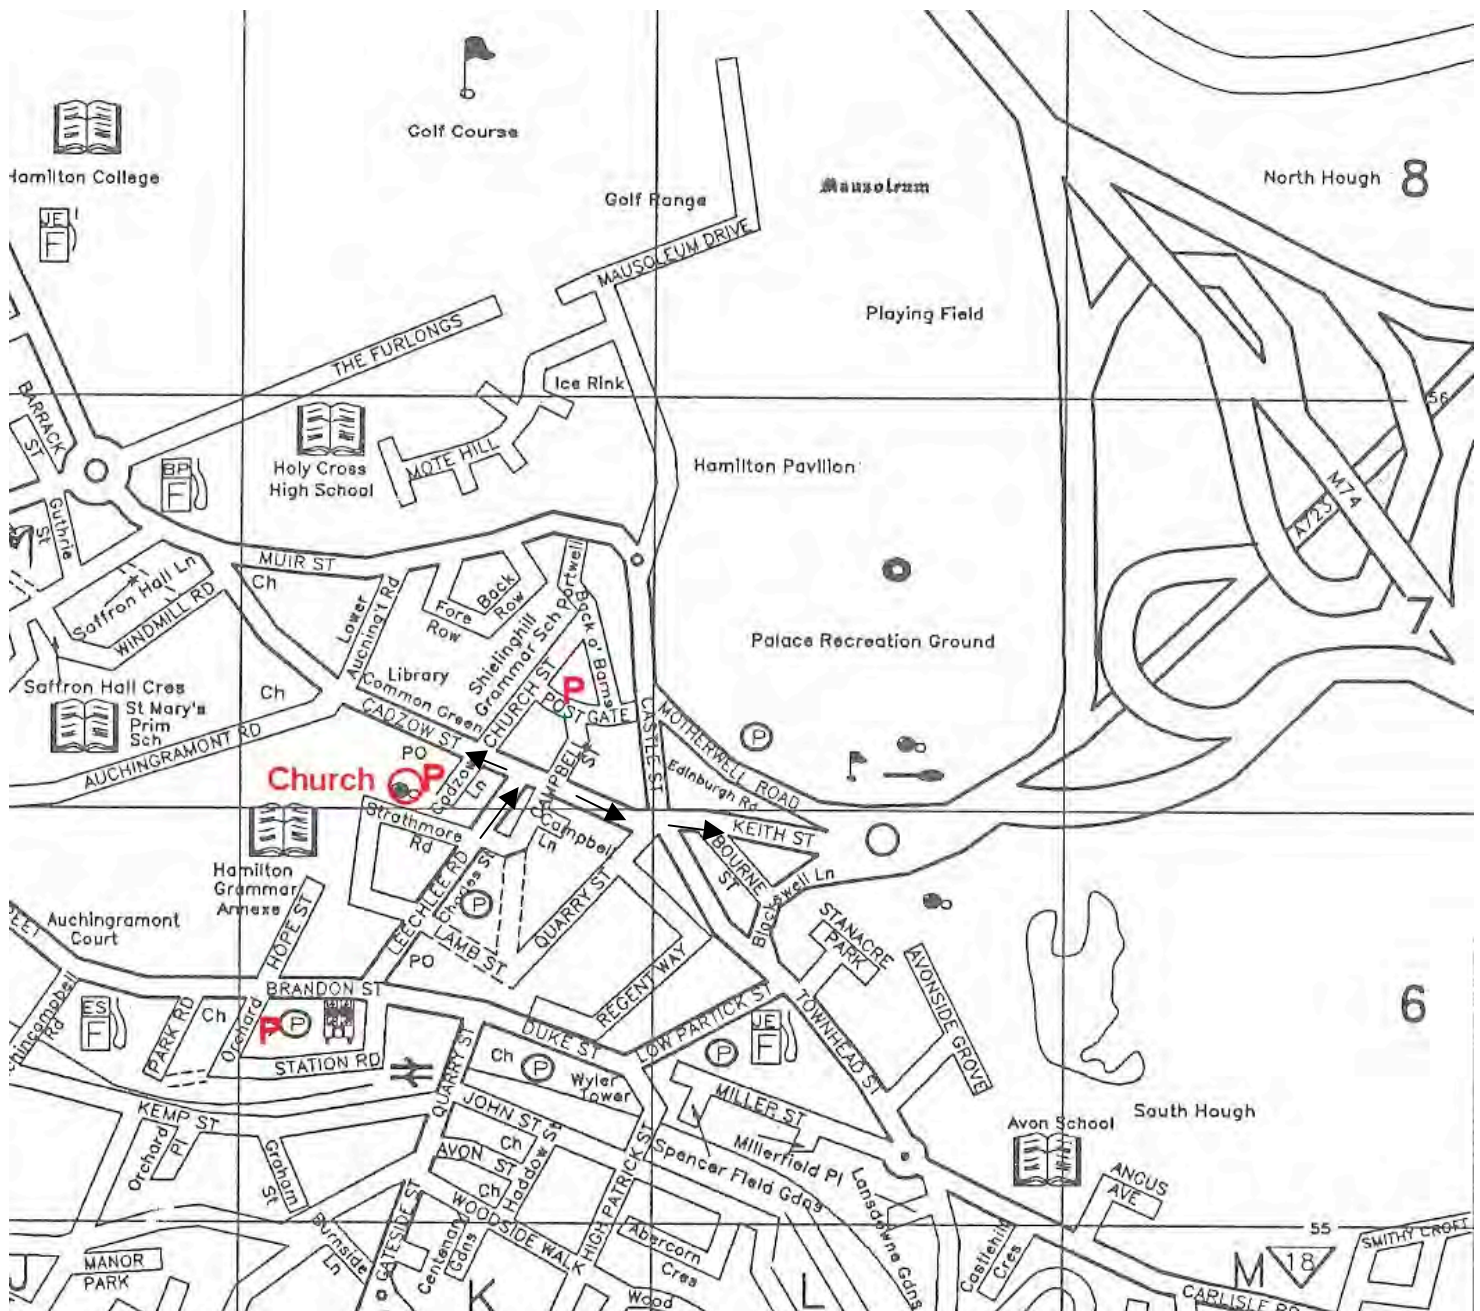 Golf Course
Hamilton College
JE
F
Golf Range
Mausoleum
North Hough
8
MAUSOLEUM DRIVE
Playing Field
THE FURLONGS
Ice Rink
BARRACK
ST
56
Holy Cross
High School
MOTE HILL
Hamilton Pavilion
BP
F
M74
A723
Guthrie
St
MUIR ST
Ch
Saffron Hall Ln
WINDMILL RD
Lower
Auching't Rd
Fore
Row
Back
Row
Portwell
Shielinghill
Grammar Sch
Back o' Barns
7
Palace Recreation Ground
Library
Common Green
CHURCH ST
P
POST GATE
Saffron Hall Cres
St Mary's
Prim
Sch
Ch
CADZOW ST
CASTLE ST
MOTHERWELL ROAD
P
AUCHINGRAMONT RD
PO
CAMPBELL
ST
Edinburgh Rd
Church
P
Cadzow
Ln
Strathmore
Rd
Campbell
Ln
KEITH ST
BOURNE
ST
Hamilton
Grammar
Annexe
LEECHLEE RD
Charles St
P
QUARRY ST
Blackswell Ln
Auchingramont
Court
HOPE ST
LAMB ST
PO
STANACRE
PARK
AVONSIDE GROVE
BRANDON ST
REGENT WAY
6
ES
F
PARK RD
Ch
Orchard
P
P
STATION RD
QUARRY ST
DUKE ST
Ch
P
Wyler
Tower
LOW PARTICK ST
P
JE
F
TOWNHEAD ST
KEMP ST
Orchard
Pl
Graham
St
JOHN ST
Ch
AVON
ST
Ch
Haddow St
MILLER ST
Millerfield Pl
Spencer Field Gdns
South Hough
Avon School
HIGH PATRICK ST
Lansdowne Gdns
ANGUS
AVE
WOODSIDE WALK
Burnside
Ln
GATESIDE ST
Centenary
Gdns
Abercorn
Cres
Castlehill
Cres
55
SMITHY CROFT
MANOR
PARK
J
K
Wood
L
M
18